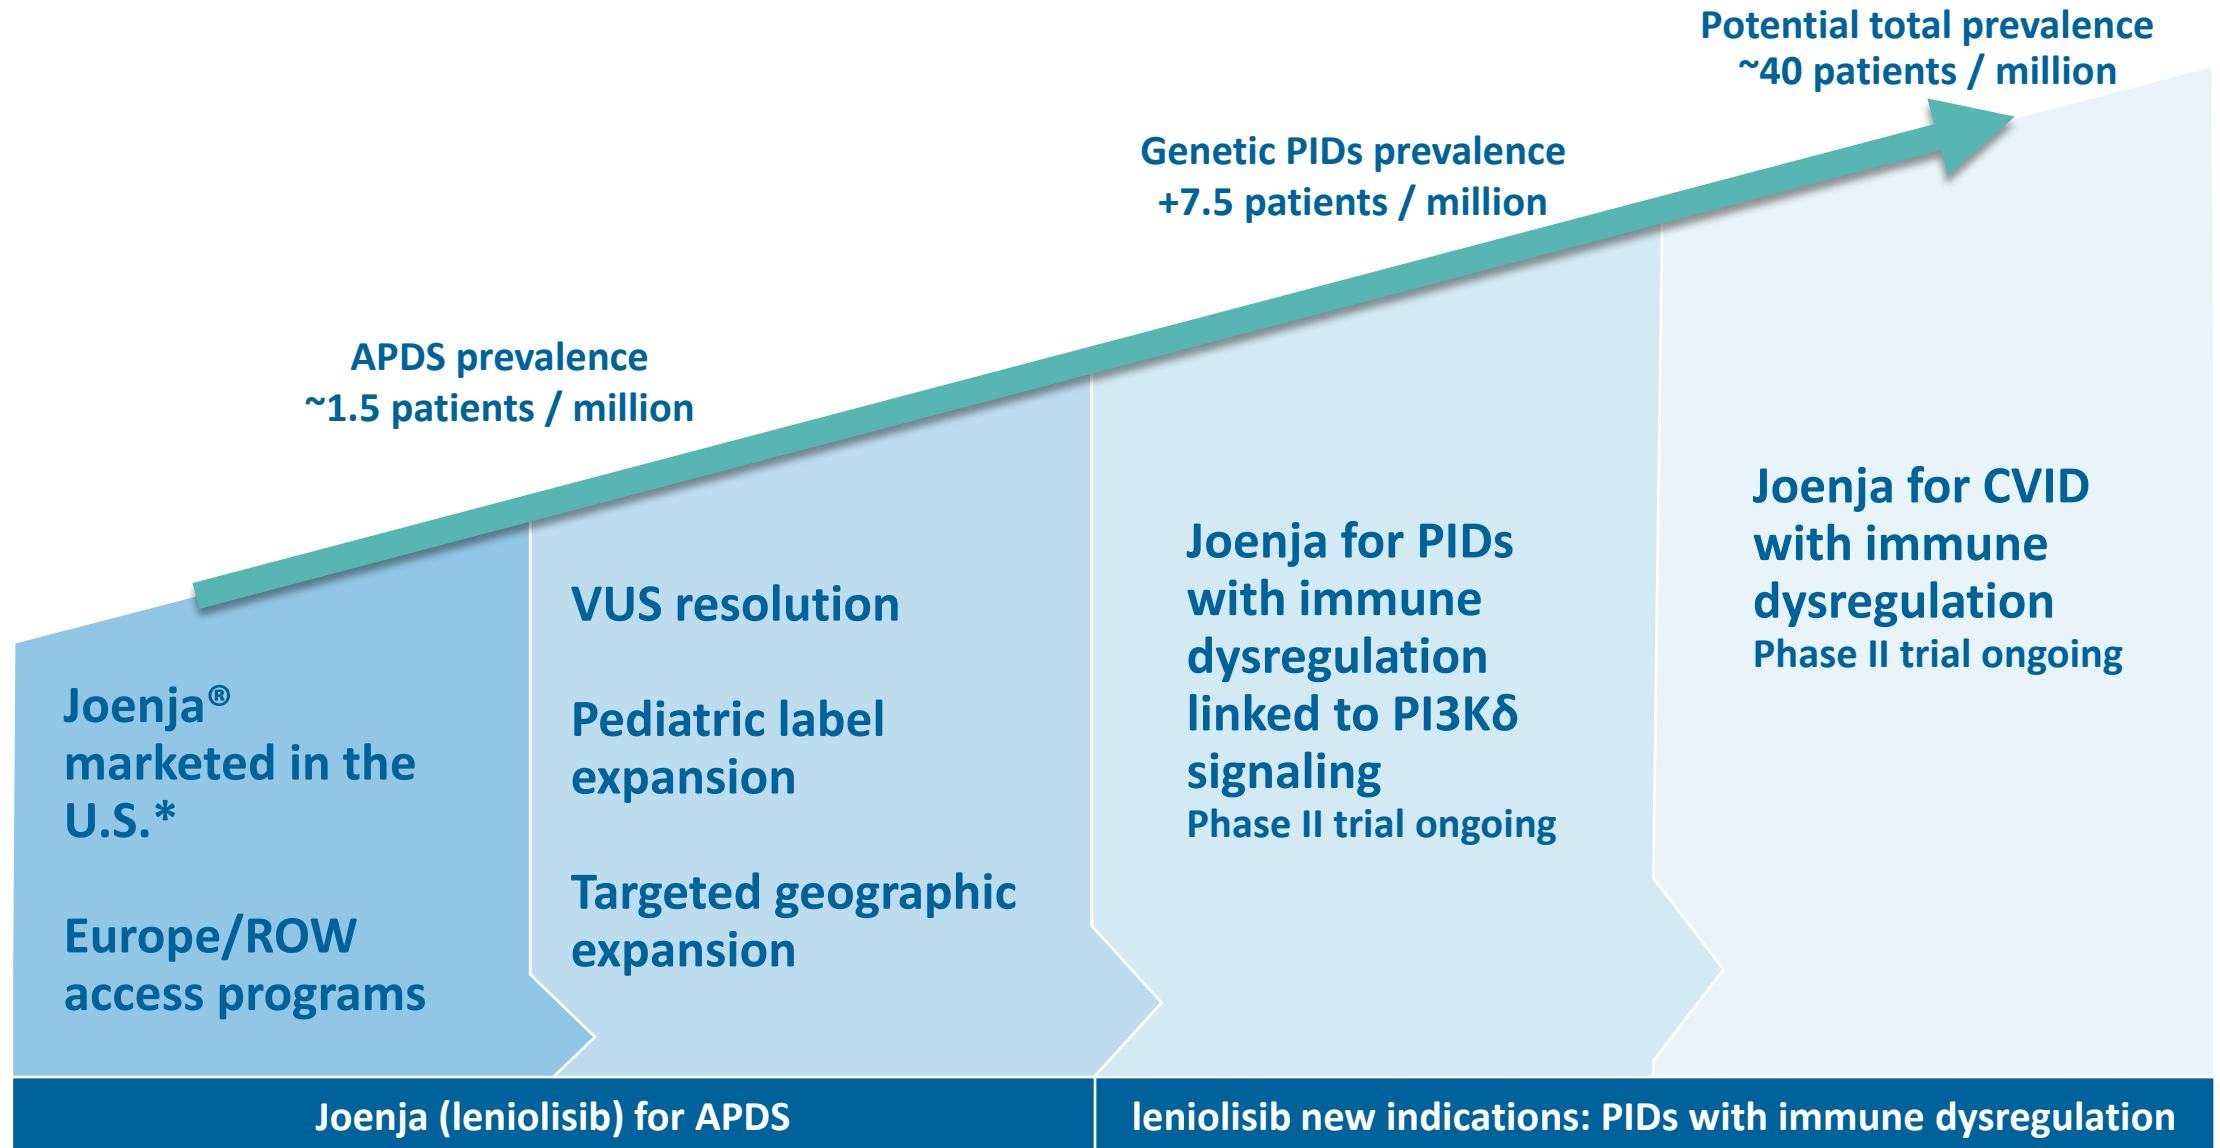 Potential total prevalence
~40 patients / million
Genetic PIDs prevalence
+7.5 patients / million
APDS prevalence
~1.5 patients / million
Joenja®
marketed in the
U.S.*
Europe/ROW
access programs
VUS resolution
Pediatric label
expansion
Targeted geographic
expansion
Joenja for PIDs
with immune
dysregulation
linked to PI3Kδ
signaling
Phase II trial ongoing
Joenja for CVID
with immune
dysregulation
Phase II trial ongoing
Joenja (leniolisib) for APDS
leniolisib new indications: PIDs with immune dysregulation